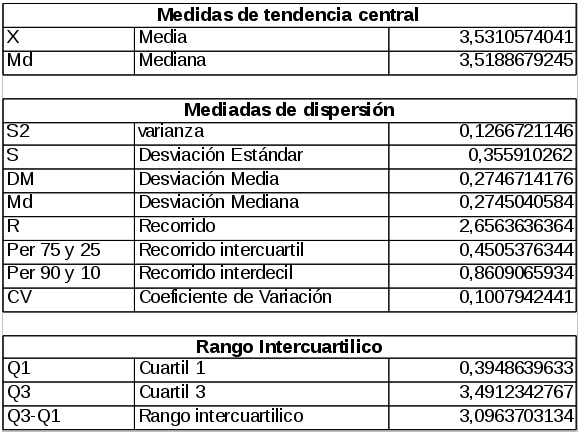 Medidas de tendencia central
X Media 3,5310574041
Md Mediana 3,5188679245
Mediadas de dispersión
S2 varianza 0,1266721146
S Desviación Estándar 0,355910262
DM Desviación Media 0,2746714176
Md Desviación Mediana 0,2745040584
R Recorrido 2,6563636364
Per 75 y 25 Recorrido intercuartil 0,4505376344
Per 90 y 10 Recorrido interdecil 0,8609065934
CV Coeficiente de Variación 0,1007942441
Rango Intercuartilico
Q1 Cuartil 1 0,3948639633
Q3 Cuartil 3 3,4912342767
Q3-Q1 Rango intercuartilico 3,0963703134